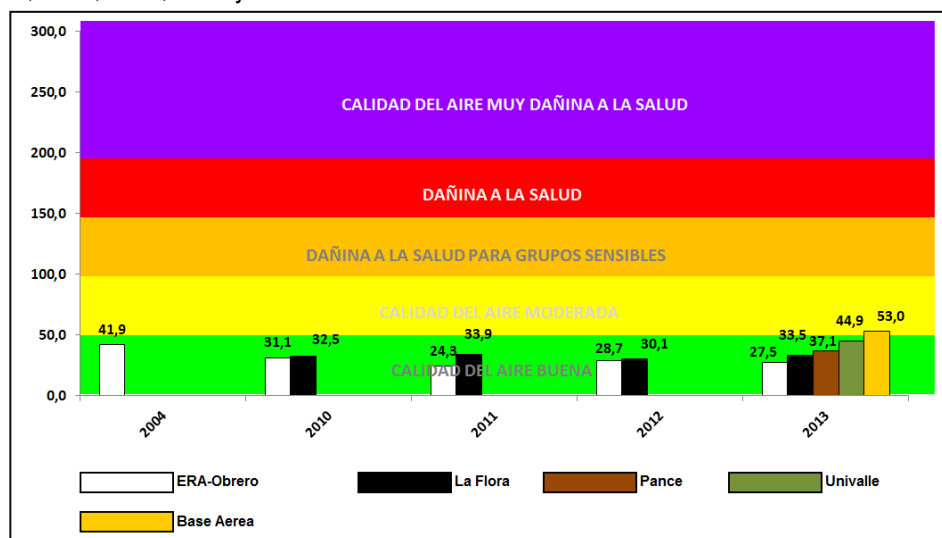 300,0
250,0
CALIDAD DEL AIRE MUY DAÑINA A LA SALUD
200,0
DAÑINA A LA SALUD
150,0
DAÑINA A LA SALUD PARA GRUPOS SENSIBLES
100,0
CALIDAD DEL AIRE MODERADA
50,0
41,9 31,1 32,5 24,3 33,9 28,7 30,1 27,5 33,5 37,1 44,9 53,0
CALIDAD DEL AIRE BUENA
0,0
2004 2010 2011 2012 2013
ERA-Obrero La Flora Pance Univalle
Base Aerea